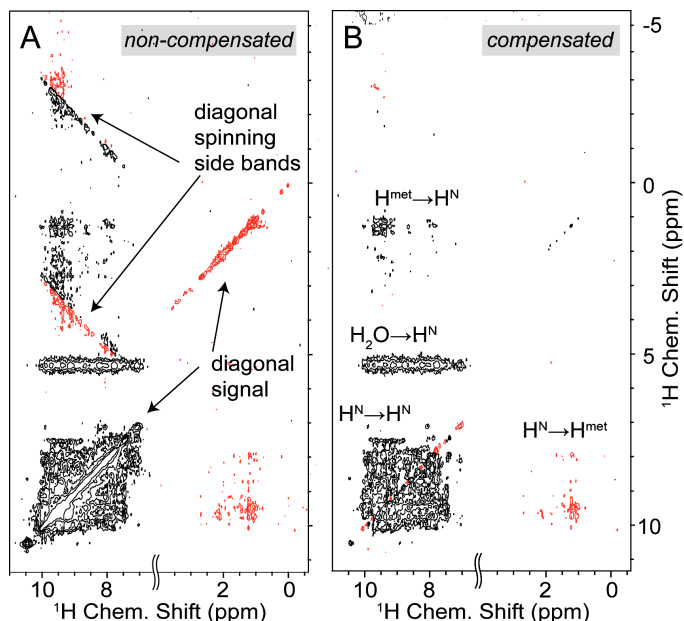 A
non-compensated
diagonal
spinning
side bands
diagonal
signal
10
8
2
0
¹H Chem. Shift (ppm)
B
compensated
Hᵐᵉᵗ→Hᴺ
H₂O→Hᴺ
Hᴺ→Hᴺ
Hᴺ→Hᵐᵉᵗ
10
8
2
0
¹H Chem. Shift (ppm)
-5
0
5
10
¹H Chem. Shift (ppm)